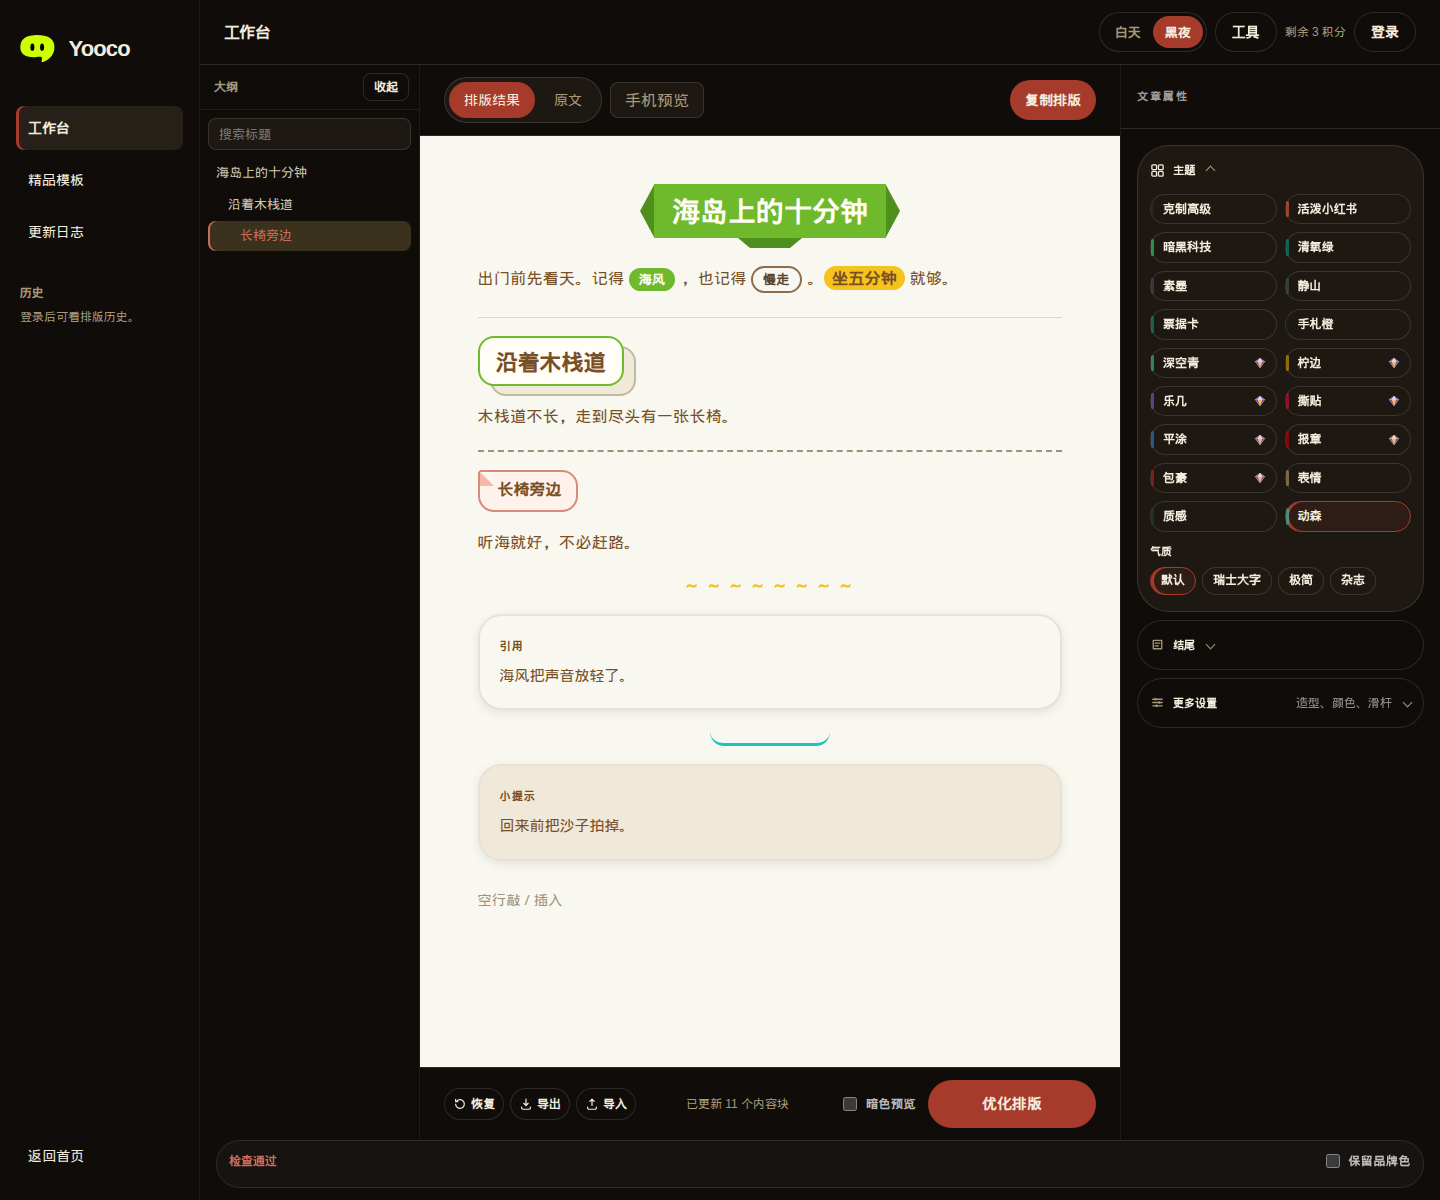 Yooco
工作台
精品模板
更新日志
历史
登录后可看排版历史。
返回首页
工作台
白天
黑夜
工具
剩余 3 积分
登录
大纲
收起
搜索标题
海岛上的十分钟
沿着木栈道
长椅旁边
排版结果
原文
手机预览
复制排版
海岛上的十分钟
出门前先看天。记得 海风 ，也记得 慢走 。 坐五分钟 就够。
沿着木栈道
木栈道不长，走到尽头有一张长椅。
长椅旁边
听海就好，不必赶路。
~ ~ ~ ~ ~ ~ ~ ~
引用
海风把声音放轻了。
小提示
回来前把沙子拍掉。
空行敲 / 插入
恢复
导出
导入
已更新 11 个内容块
暗色预览
优化排版
检查通过
保留品牌色
文章属性
主题
克制高级
活泼小红书
暗黑科技
清氧绿
素墨
静山
票据卡
手札橙
深空青
柠边
乐几
撕贴
平涂
报章
包豪
表情
质感
动森
气质
默认
瑞士大字
极简
杂志
结尾
更多设置
造型、颜色、滑杆